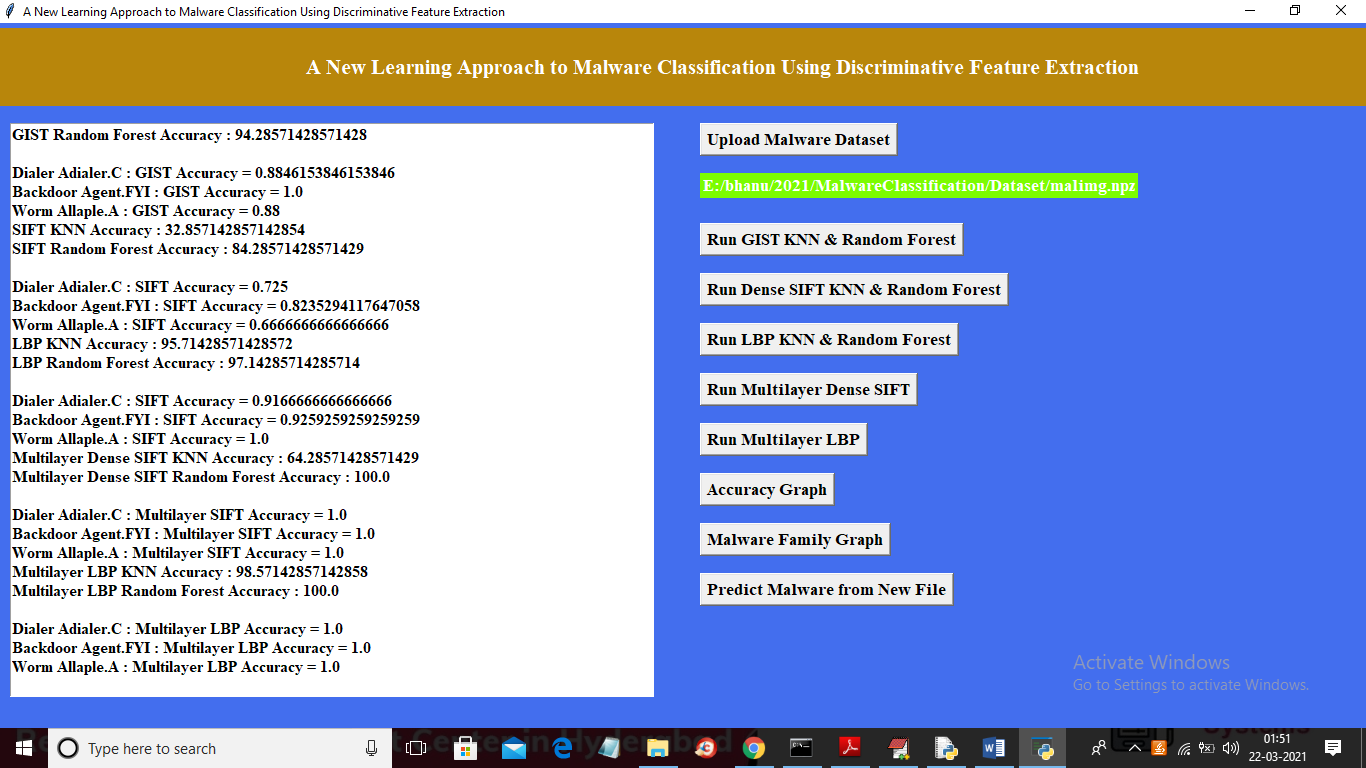 A New Learning Approach to Malware Classification Using Discriminative Feature Extraction
A New Learning Approach to Malware Classification Using Discriminative Feature Extraction
GIST Random Forest Accuracy : 94.28571428571428
Dialer Adialer.C : GIST Accuracy = 0.8846153846153846
Backdoor Agent.FYI : GIST Accuracy = 1.0
Worm Allaple.A : GIST Accuracy = 0.88
SIFT KNN Accuracy : 32.857142857142854
SIFT Random Forest Accuracy : 84.28571428571429
Dialer Adialer.C : SIFT Accuracy = 0.725
Backdoor Agent.FYI : SIFT Accuracy = 0.8235294117647058
Worm Allaple.A : SIFT Accuracy = 0.6666666666666666
LBP KNN Accuracy : 95.71428571428572
LBP Random Forest Accuracy : 97.14285714285714
Dialer Adialer.C : SIFT Accuracy = 0.9166666666666666
Backdoor Agent.FYI : SIFT Accuracy = 0.9259259259259259
Worm Allaple.A : SIFT Accuracy = 1.0
Multilayer Dense SIFT KNN Accuracy : 64.28571428571429
Multilayer Dense SIFT Random Forest Accuracy : 100.0
Dialer Adialer.C : Multilayer SIFT Accuracy = 1.0
Backdoor Agent.FYI : Multilayer SIFT Accuracy = 1.0
Worm Allaple.A : Multilayer SIFT Accuracy = 1.0
Multilayer LBP KNN Accuracy : 98.57142857142858
Multilayer LBP Random Forest Accuracy : 100.0
Dialer Adialer.C : Multilayer LBP Accuracy = 1.0
Backdoor Agent.FYI : Multilayer LBP Accuracy = 1.0
Worm Allaple.A : Multilayer LBP Accuracy = 1.0
Upload Malware Dataset
E:/bhanu/2021/MalwareClassification/Dataset/malimg.npz
Run GIST KNN & Random Forest
Run Dense SIFT KNN & Random Forest
Run LBP KNN & Random Forest
Run Multilayer Dense SIFT
Run Multilayer LBP
Accuracy Graph
Malware Family Graph
Predict Malware from New File
Activate Windows
Go to Settings to activate Windows.
Type here to search
01:51
22-03-2021